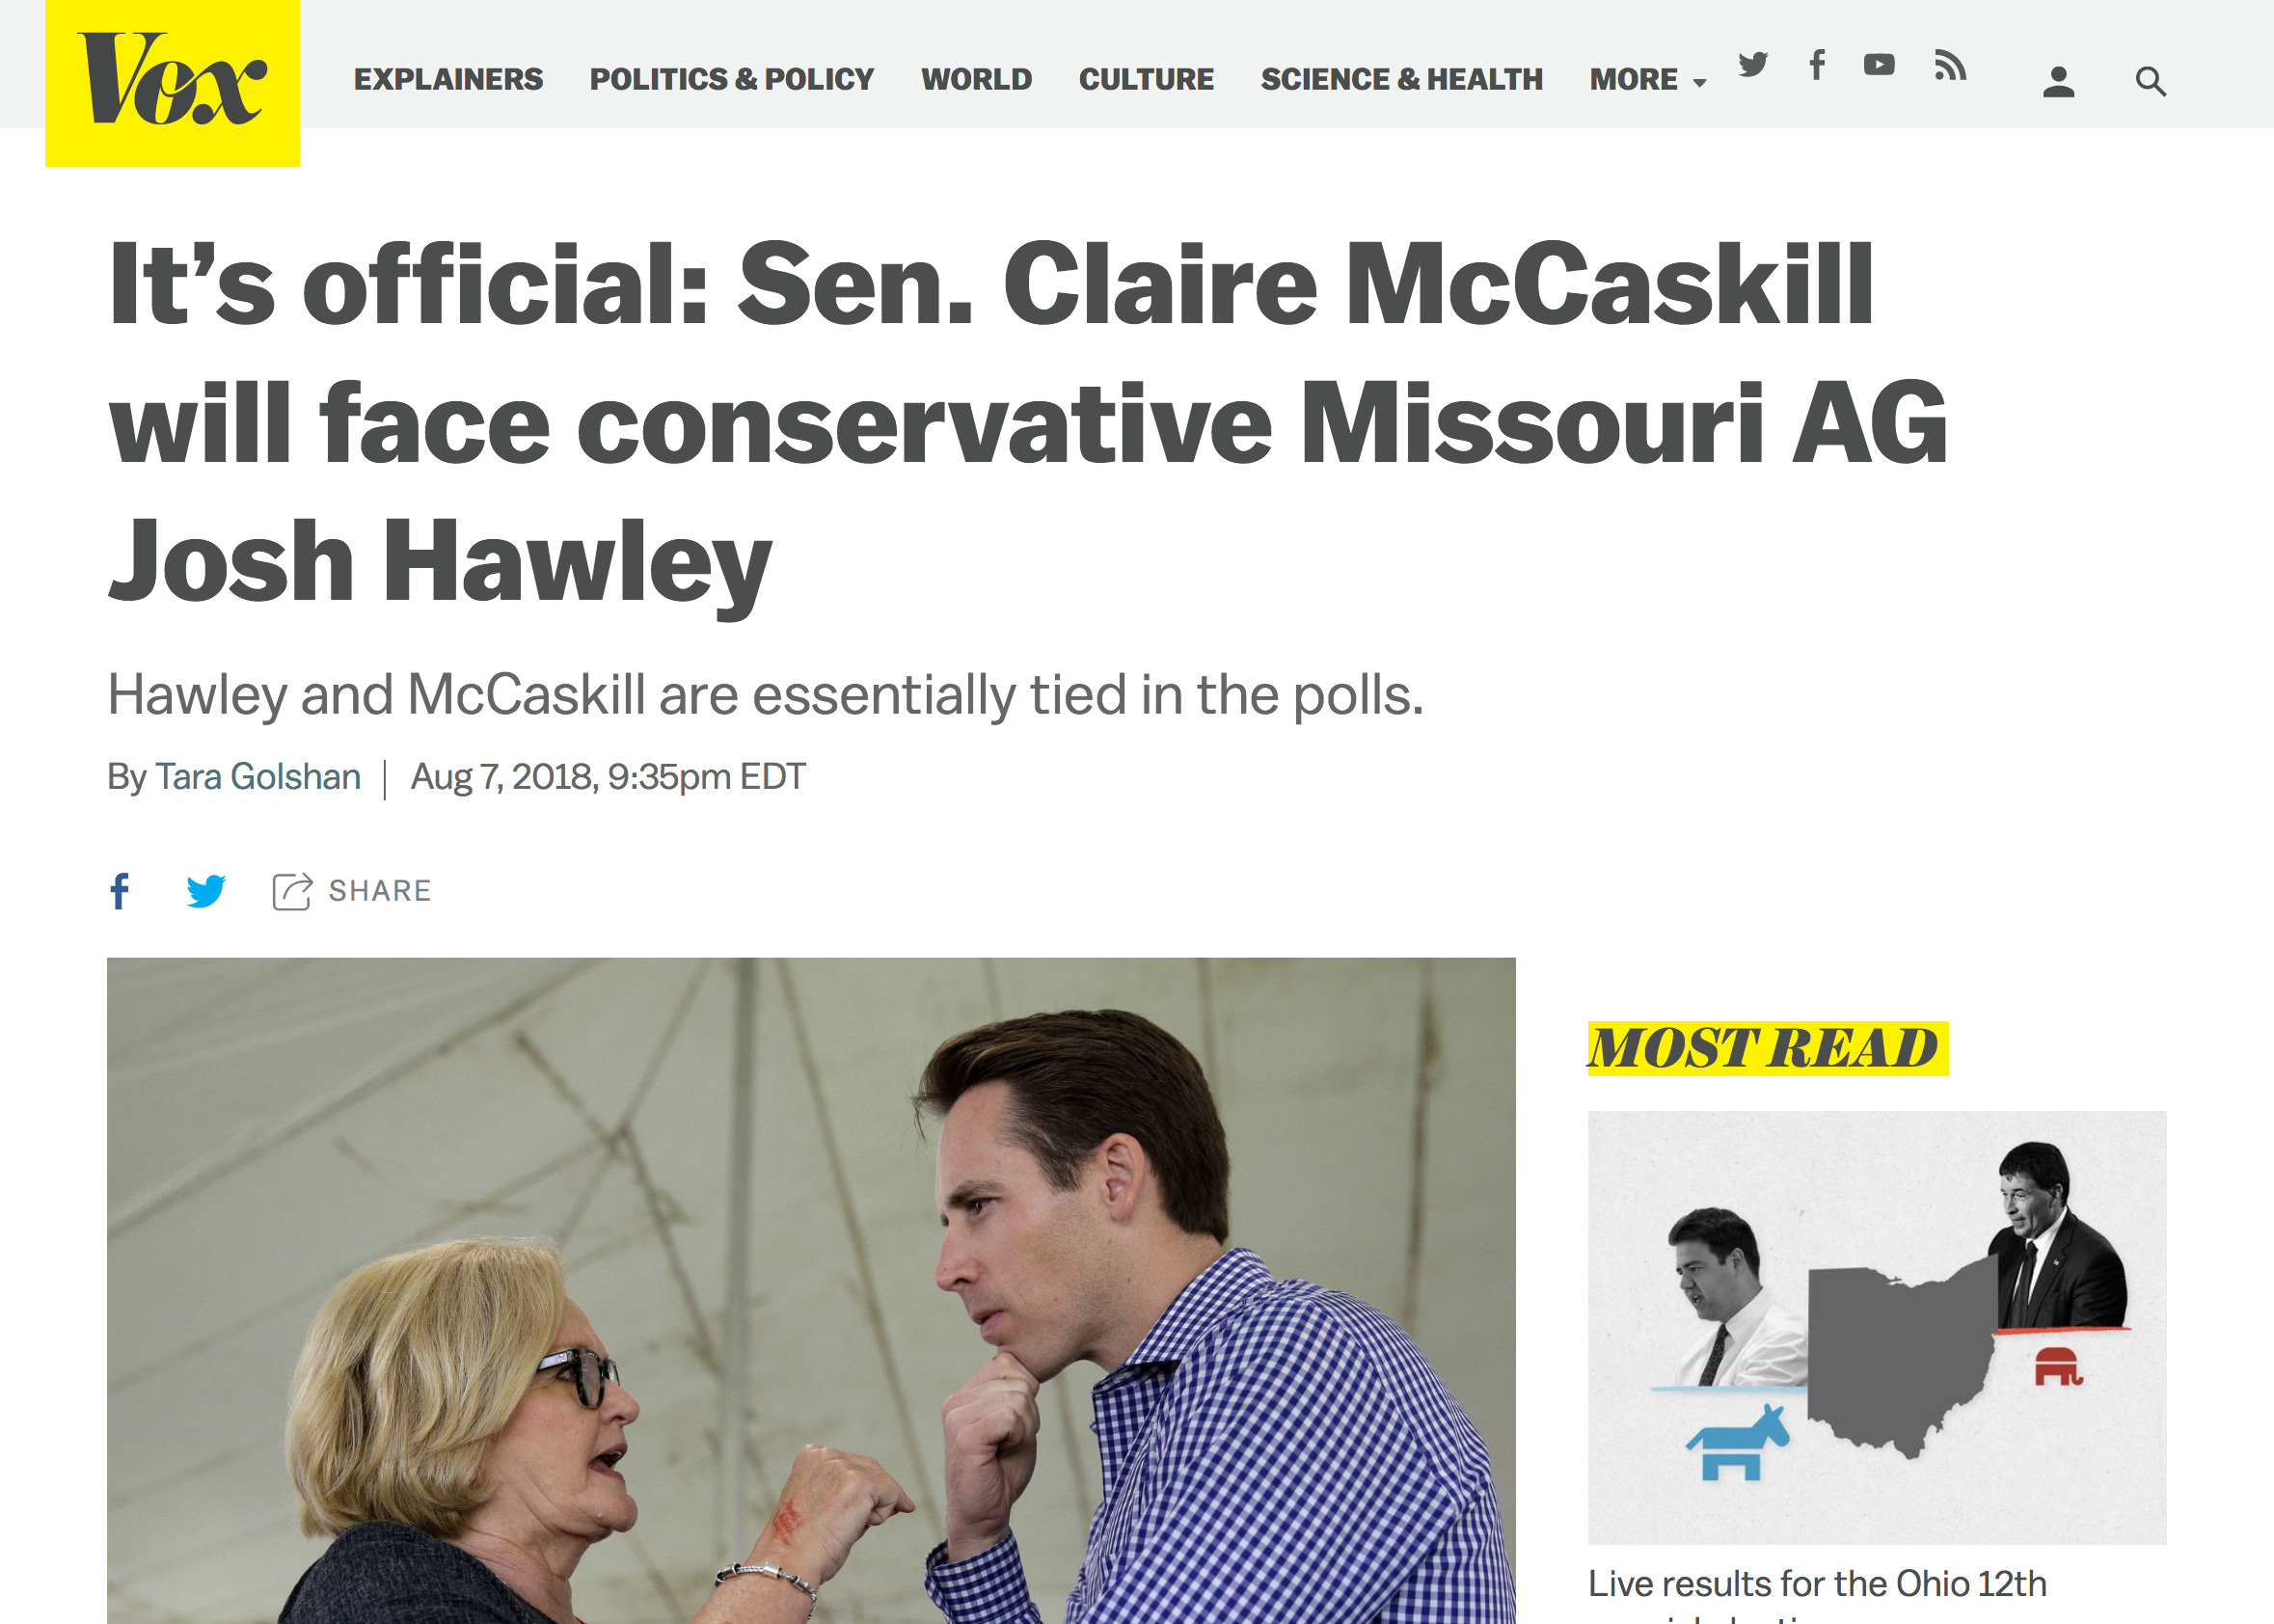 Vox
EXPLAINERS POLITICS & POLICY WORLD CULTURE SCIENCE & HEALTH MORE
It’s official: Sen. Claire McCaskill
will face conservative Missouri AG
Josh Hawley
Hawley and McCaskill are essentially tied in the polls.
By Tara Golshan | Aug 7, 2018, 9:35pm EDT
SHARE
MOST READ
Live results for the Ohio 12th